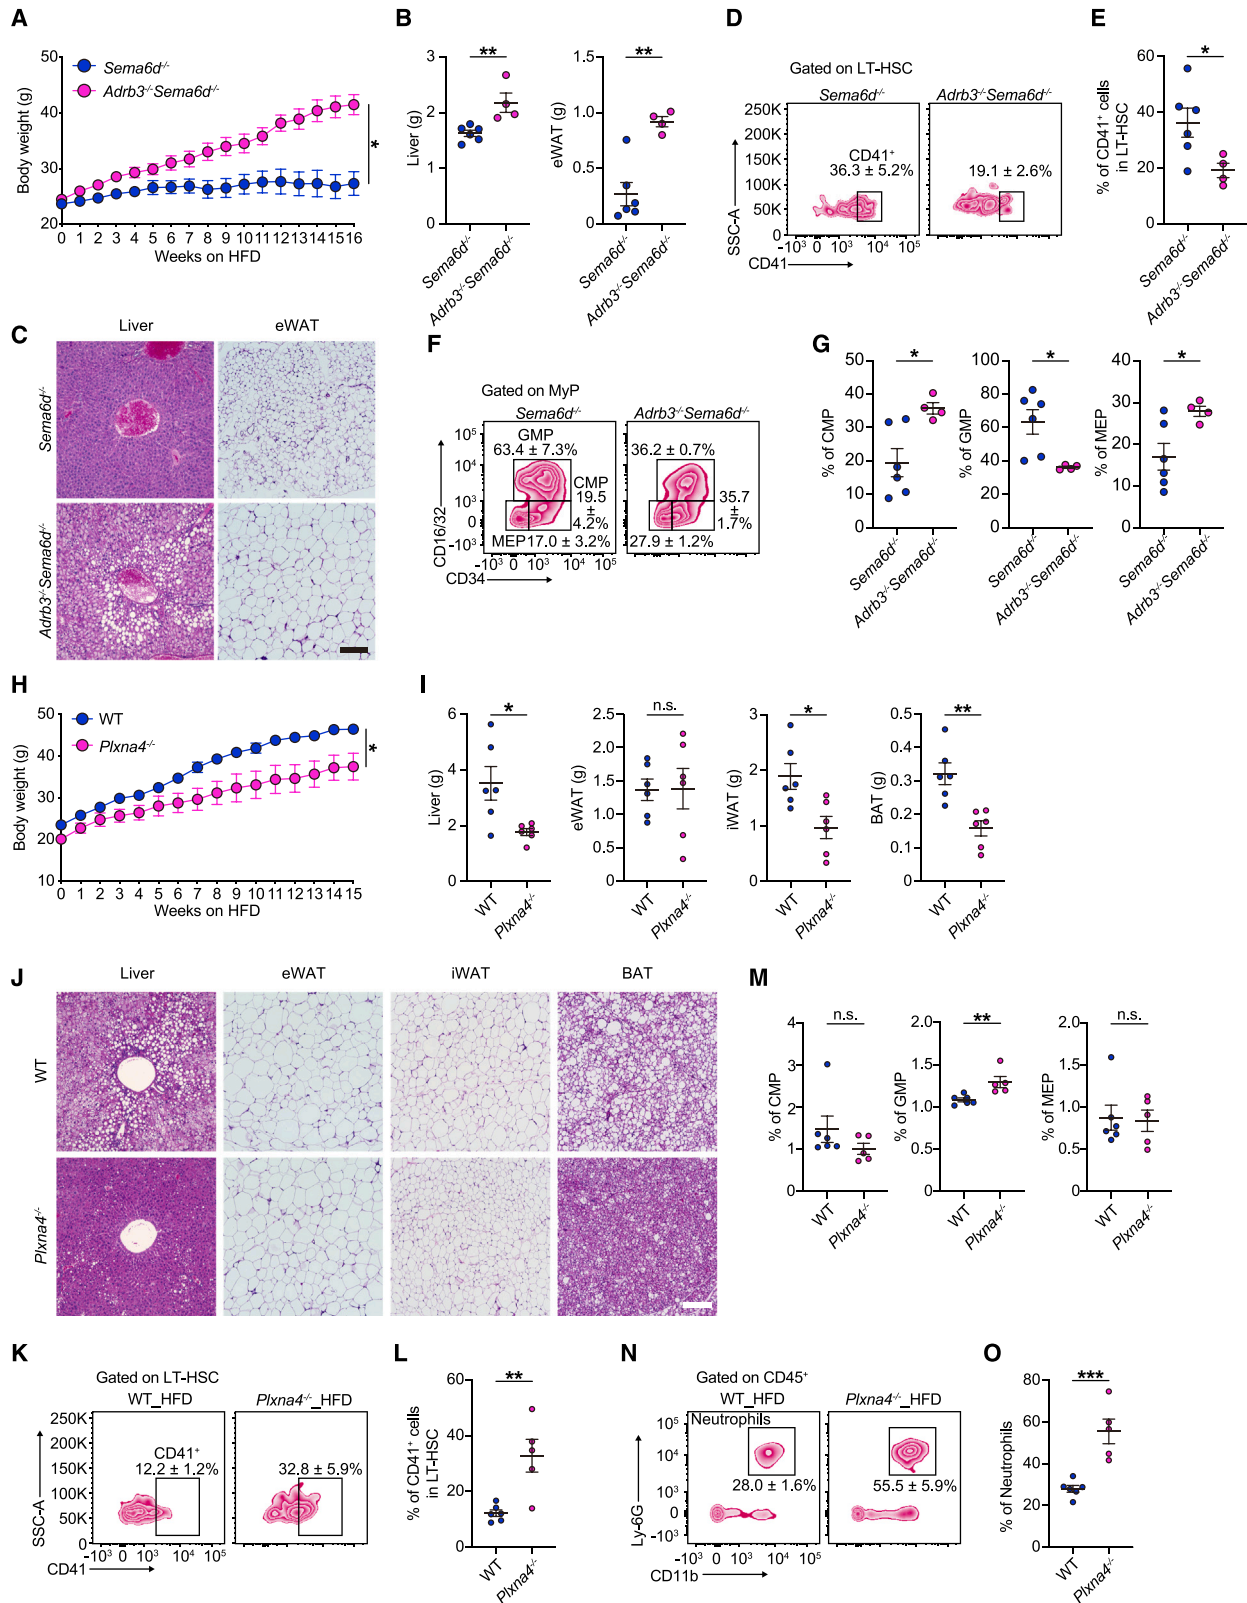 A
Body weight (g)
50
40
30
20
Sema6d-/-
Adrb3-/-Sema6d-/-
*
0 1 2 3 4 5 6 7 8 9 10 11 12 13 14 15 16
Weeks on HFD
B
Liver (g)
3
2
1
0
**
Sema6d-/-
Adrb3-/-Sema6d-/-
eWAT (g)
1.5
1.0
0.5
0
**
Sema6d-/-
Adrb3-/-Sema6d-/-
C
Liver
eWAT
Sema6d-/-
Adrb3-/-Sema6d-/-
D
Gated on LT-HSC
Sema6d-/-
Adrb3-/-Sema6d-/-
250K
200K
150K
100K
50K
0
SSC-A
CD41+
36.3 ± 5.2%
19.1 ± 2.6%
-10³ 0 10³ 10⁴ 10⁵
CD41
E
% of CD41+ cells
in LT-HSC
60
40
20
0
*
Sema6d-/-
Adrb3-/-Sema6d-/-
F
Gated on MyP
Sema6d-/-
Adrb3-/-Sema6d-/-
10⁵
10⁴
10³
0
-10³
CD16/32
GMP
63.4 ± 7.3%
CMP
19.5
±
4.2%
MEP 17.0 ± 3.2%
36.2 ± 0.7%
35.7
±
1.7%
27.9 ± 1.2%
-10³ 0 10³ 10⁴ 10⁵
-10³ 0 10³ 10⁴ 10⁵
CD34
G
% of CMP
50
40
30
20
10
0
*
Sema6d-/-
Adrb3-/-Sema6d-/-
% of GMP
100
80
60
40
20
0
*
Sema6d-/-
Adrb3-/-Sema6d-/-
% of MEP
40
30
20
10
0
*
Sema6d-/-
Adrb3-/-Sema6d-/-
H
Body weight (g)
50
40
30
20
10
WT
Plxna4-/-
*
0 1 2 3 4 5 6 7 8 9 10 11 12 13 14 15
Weeks on HFD
I
Liver (g)
6
4
2
0
*
WT
Plxna4-/-
eWAT (g)
2.5
2.0
1.5
1.0
0.5
0
n.s.
WT
Plxna4-/-
iWAT (g)
3
2
1
0
*
WT
Plxna4-/-
BAT (g)
0.5
0.4
0.3
0.2
0.1
0
**
WT
Plxna4-/-
J
Liver
eWAT
iWAT
BAT
WT
Plxna4-/-
M
% of CMP
4
3
2
1
0
n.s.
WT
Plxna4-/-
% of GMP
2.0
1.5
1.0
0.5
0
**
WT
Plxna4-/-
% of MEP
2.0
1.5
1.0
0.5
0
n.s.
WT
Plxna4-/-
K
Gated on LT-HSC
WT_HFD
Plxna4-/-_HFD
250K
200K
150K
100K
50K
0
SSC-A
CD41+
12.2 ± 1.2%
32.8 ± 5.9%
-10³ 0 10³ 10⁴ 10⁵
CD41
L
% of CD41+ cells
in LT-HSC
60
40
20
0
**
WT
Plxna4-/-
N
Gated on CD45+
WT_HFD
Plxna4-/-_HFD
10⁵
10⁴
10³
0
-10³
Ly-6G
Neutrophils
28.0 ± 1.6%
55.5 ± 5.9%
-10³ 0 10³ 10⁴ 10⁵
CD11b
O
% of Neutrophils
80
60
40
20
0
***
WT
Plxna4-/-